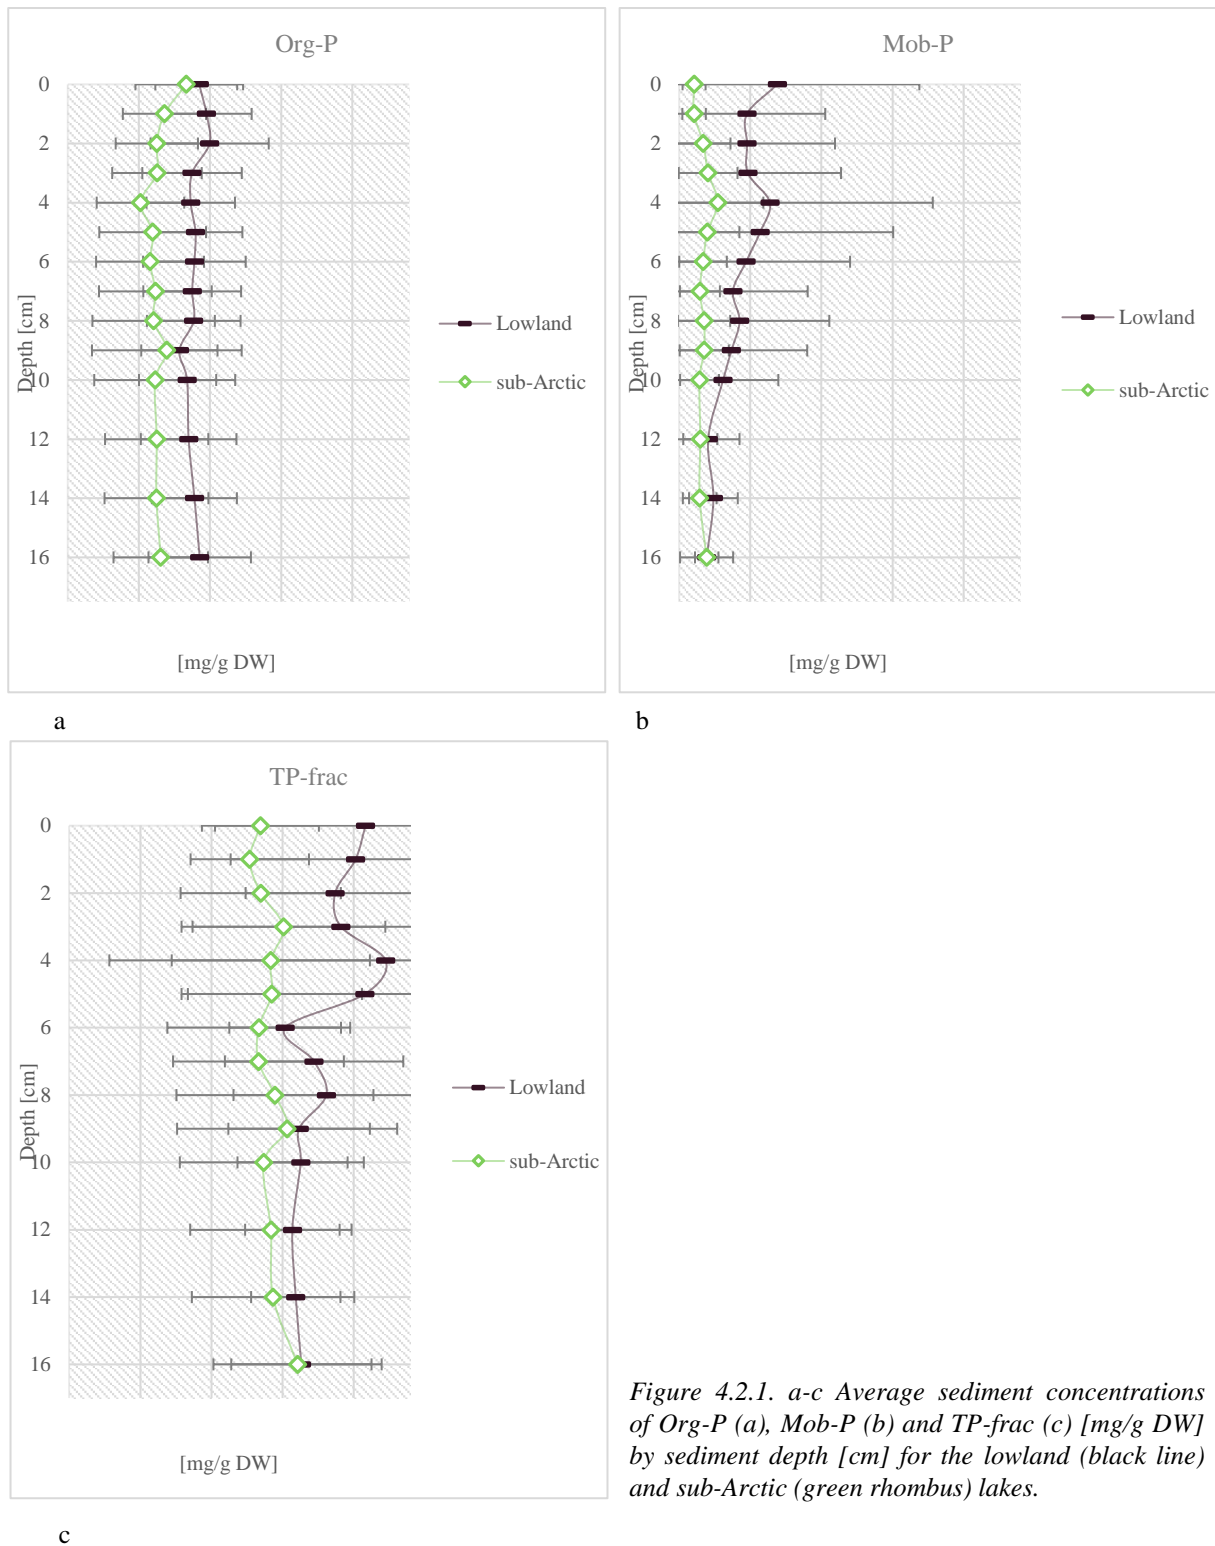 Org-P
0
2
4
6
8
10
12
14
16
Depth [cm]
[mg/g DW]
Lowland
sub-Arctic
a
Mob-P
0
2
4
6
8
10
12
14
16
Depth [cm]
[mg/g DW]
Lowland
sub-Arctic
b
TP-frac
0
2
4
6
8
10
12
14
16
Depth [cm]
[mg/g DW]
Lowland
sub-Arctic
c
Figure 4.2.1. a-c Average sediment concentrations
of Org-P (a), Mob-P (b) and TP-frac (c) [mg/g DW]
by sediment depth [cm] for the lowland (black line)
and sub-Arctic (green rhombus) lakes.